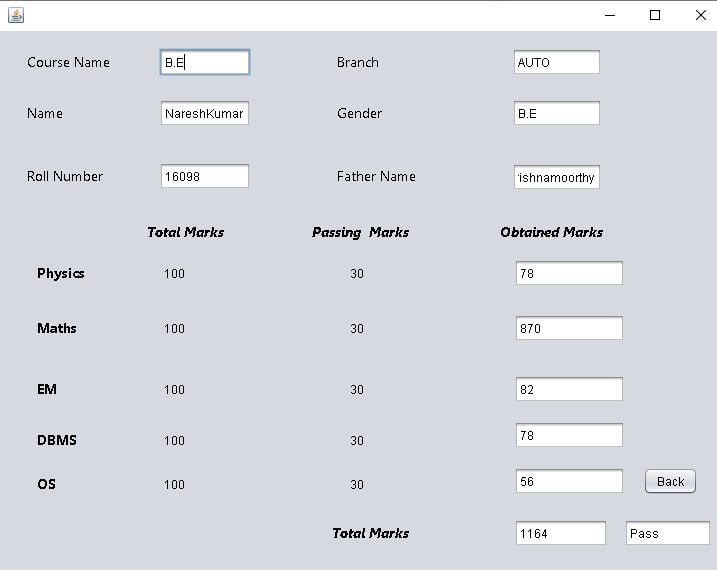 Course Name B.E Branch AUTO
Name NareshKumar Gender B.E
Roll Number 16098 Father Name ishnamoorthy
Total Marks Passing Marks Obtained Marks
Physics 100 30 78
Maths 100 30 870
EM 100 30 82
DBMS 100 30 78
OS 100 30 56 Back
Total Marks 1164 Pass